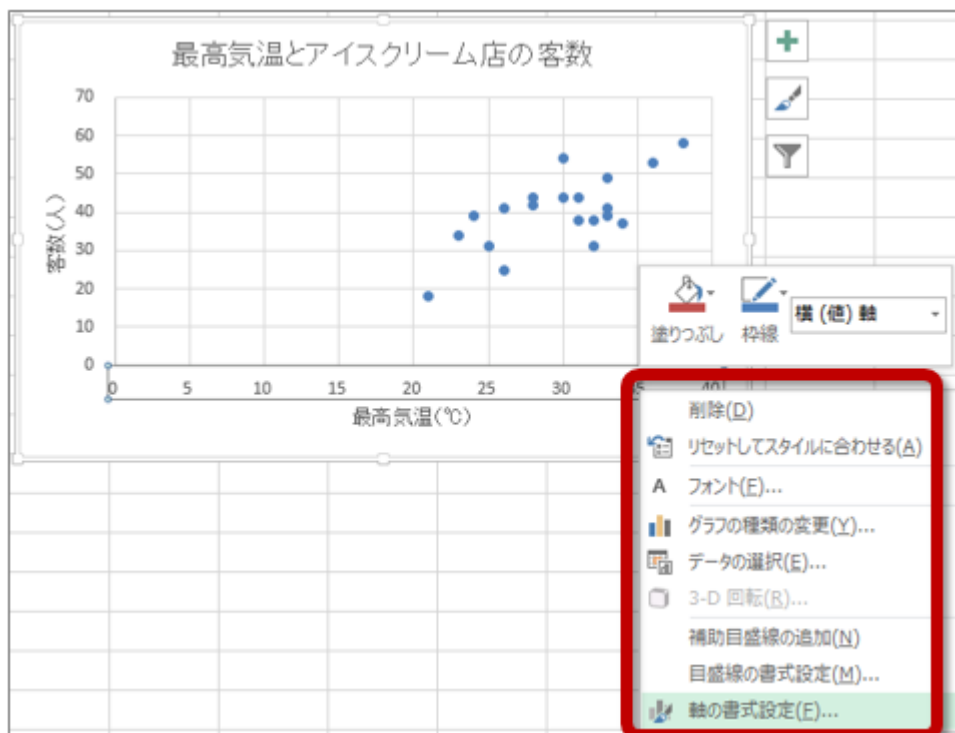 最高気温とアイスクリーム店の客数
70
60
50
40
30
20
10
0
客数(人)
0 5 10 15 20 25 30 35 40
最高気温(℃)
塗りつぶし 枠線 横 (値) 軸
削除(D)
リセットしてスタイルに合わせる(A)
A フォント(F)...
グラフの種類の変更(Y)...
データの選択(E)...
3-D 回転(R)...
補助目盛線の追加(N)
目盛線の書式設定(M)...
軸の書式設定(F)...